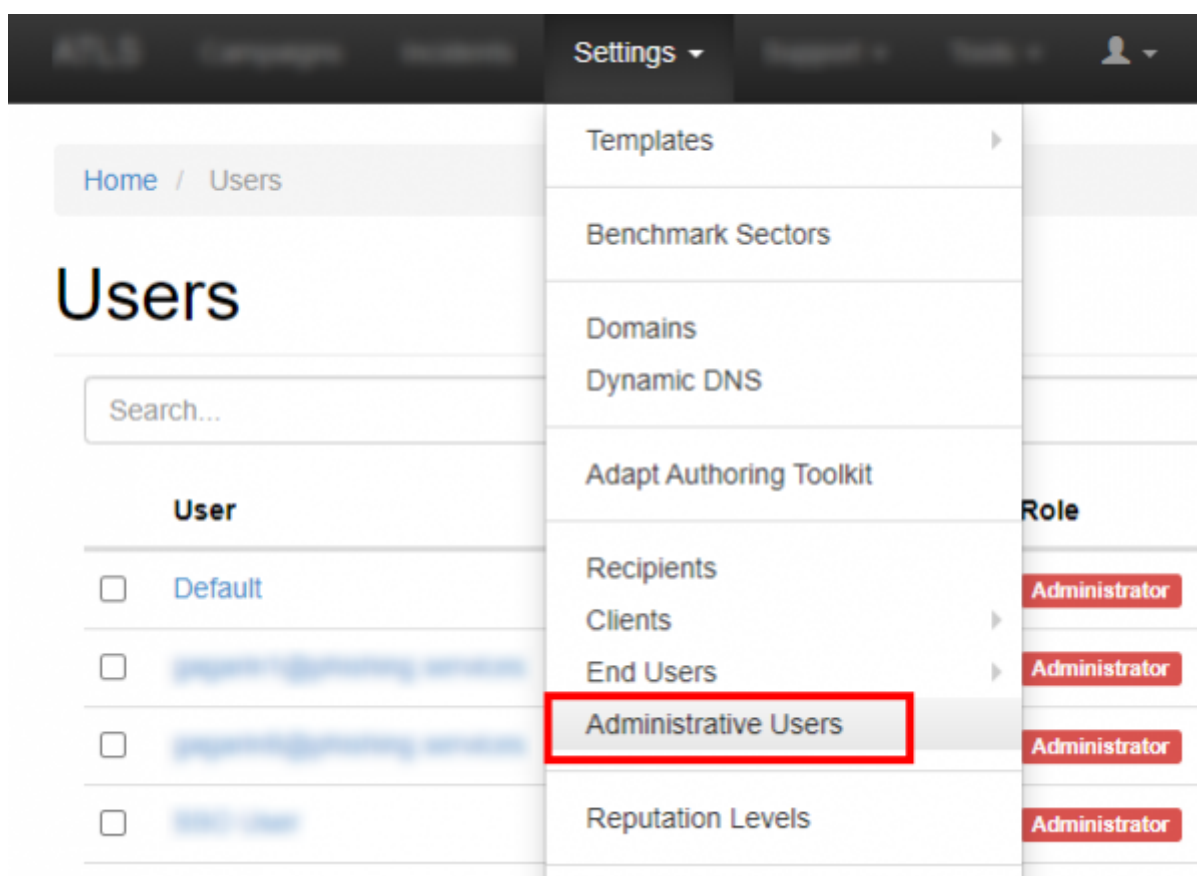 Settings
Templates
Home / Users
Benchmark Sectors
Users
Domains
Dynamic DNS
Search...
Adapt Authoring Toolkit
User
Role
Recipients
Default
Administrator
Clients
End Users
Administrator
Administrative Users
Administrator
Reputation Levels
Administrator